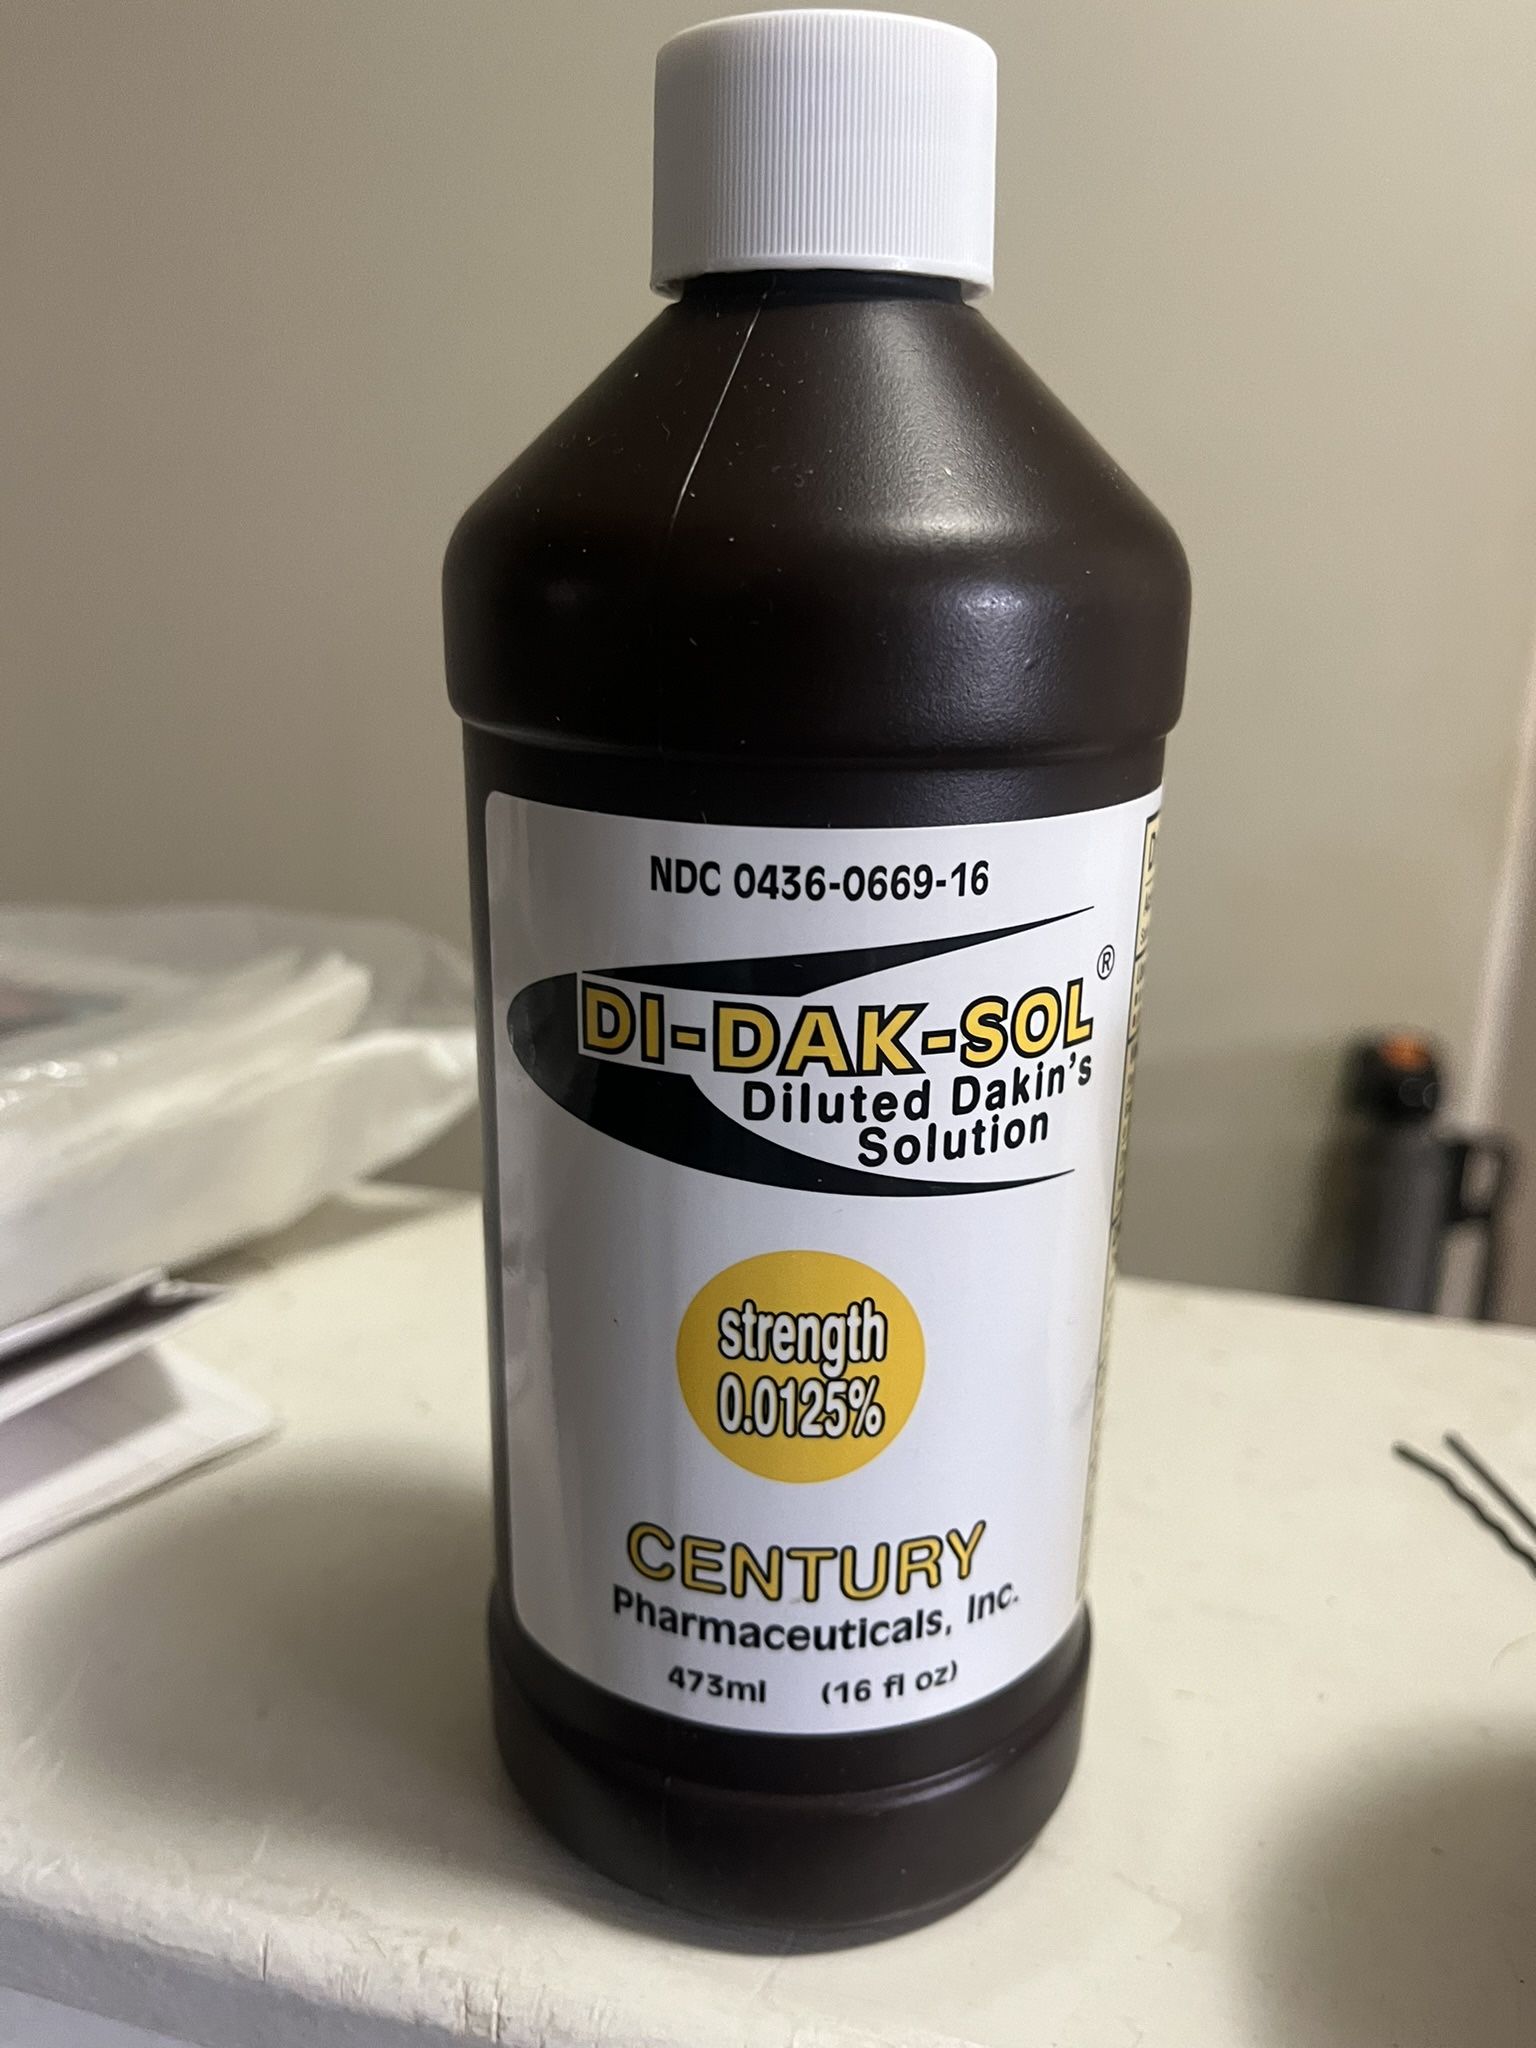 NDC 0436-0669-16
DI-DAK-SOL®
Diluted Dakin's
Solution
strength
0.0125%
CENTURY
Pharmaceuticals, Inc.
473ml (16 fl oz)